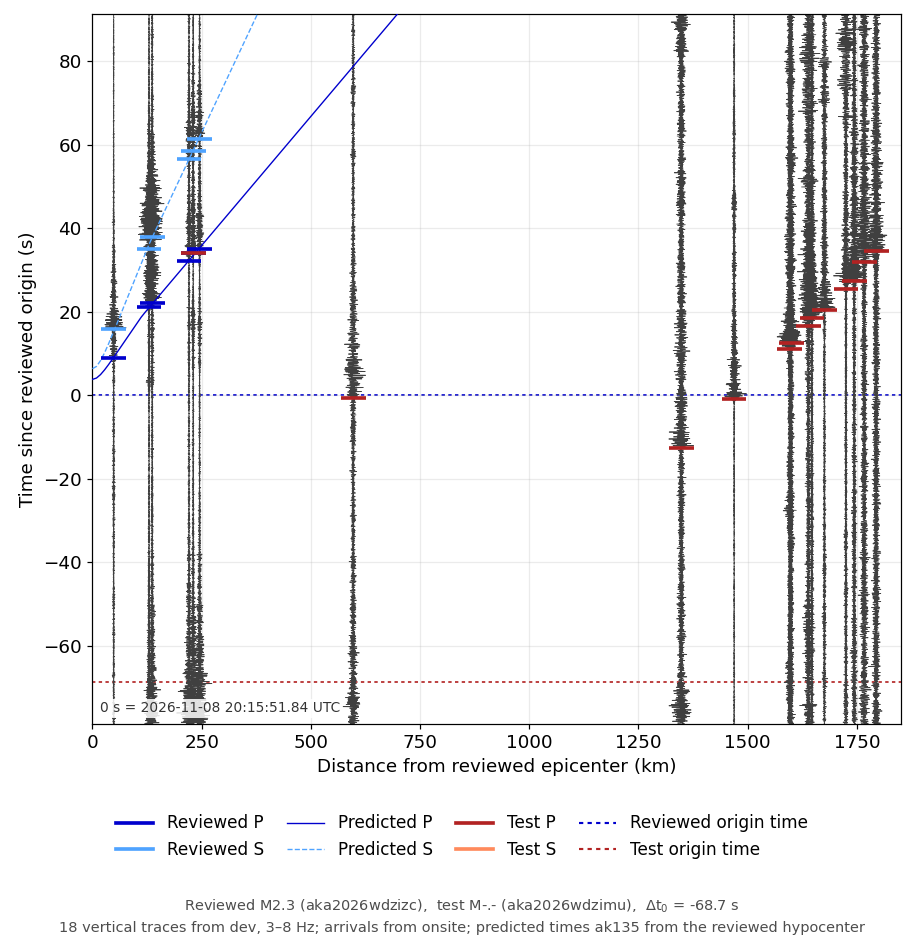 80
60
40
20
0
−20
−40
−60
Time since reviewed origin (s)
0 s = 2026-11-08 20:15:51.84 UTC
0 250 500 750 1000 1250 1500 1750
Distance from reviewed epicenter (km)
Reviewed P Predicted P Test P Reviewed origin time
Reviewed S Predicted S Test S Test origin time
Reviewed M2.3 (aka2026wdzizc), test M-.- (aka2026wdzimu), Δt₀ = -68.7 s
18 vertical traces from dev, 3–8 Hz; arrivals from onsite; predicted times ak135 from the reviewed hypocenter